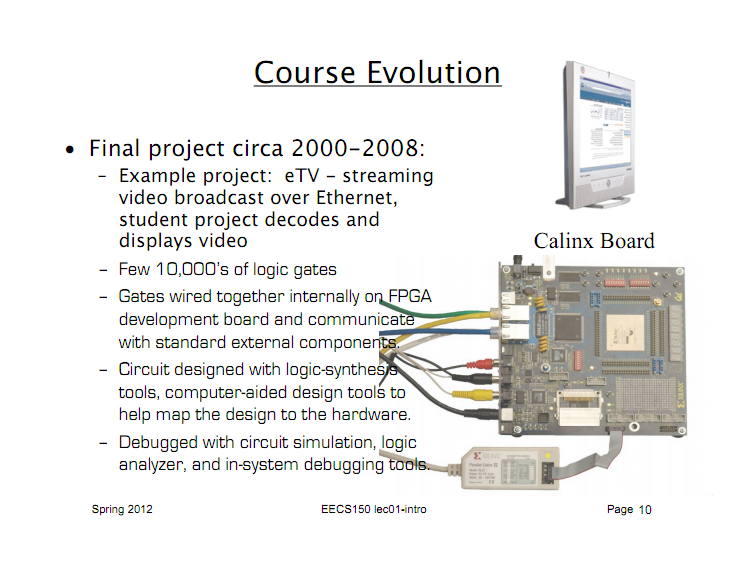 Course Evolution
• Final project circa 2000-2008:
– Example project: eTV - streaming
video broadcast over Ethernet,
student project decodes and
displays video
– Few 10,000's of logic gates
– Gates wired together internally on FPGA
development board and communicate
with standard external components.
– Circuit designed with logic-synthesis
tools, computer-aided design tools to
help map the design to the hardware.
– Debugged with circuit simulation, logic
analyzer, and in-system debugging tools.
Calinx Board
XILINX
Parallel Cable
Spring 2012
EECS150 lec01-intro
Page 10